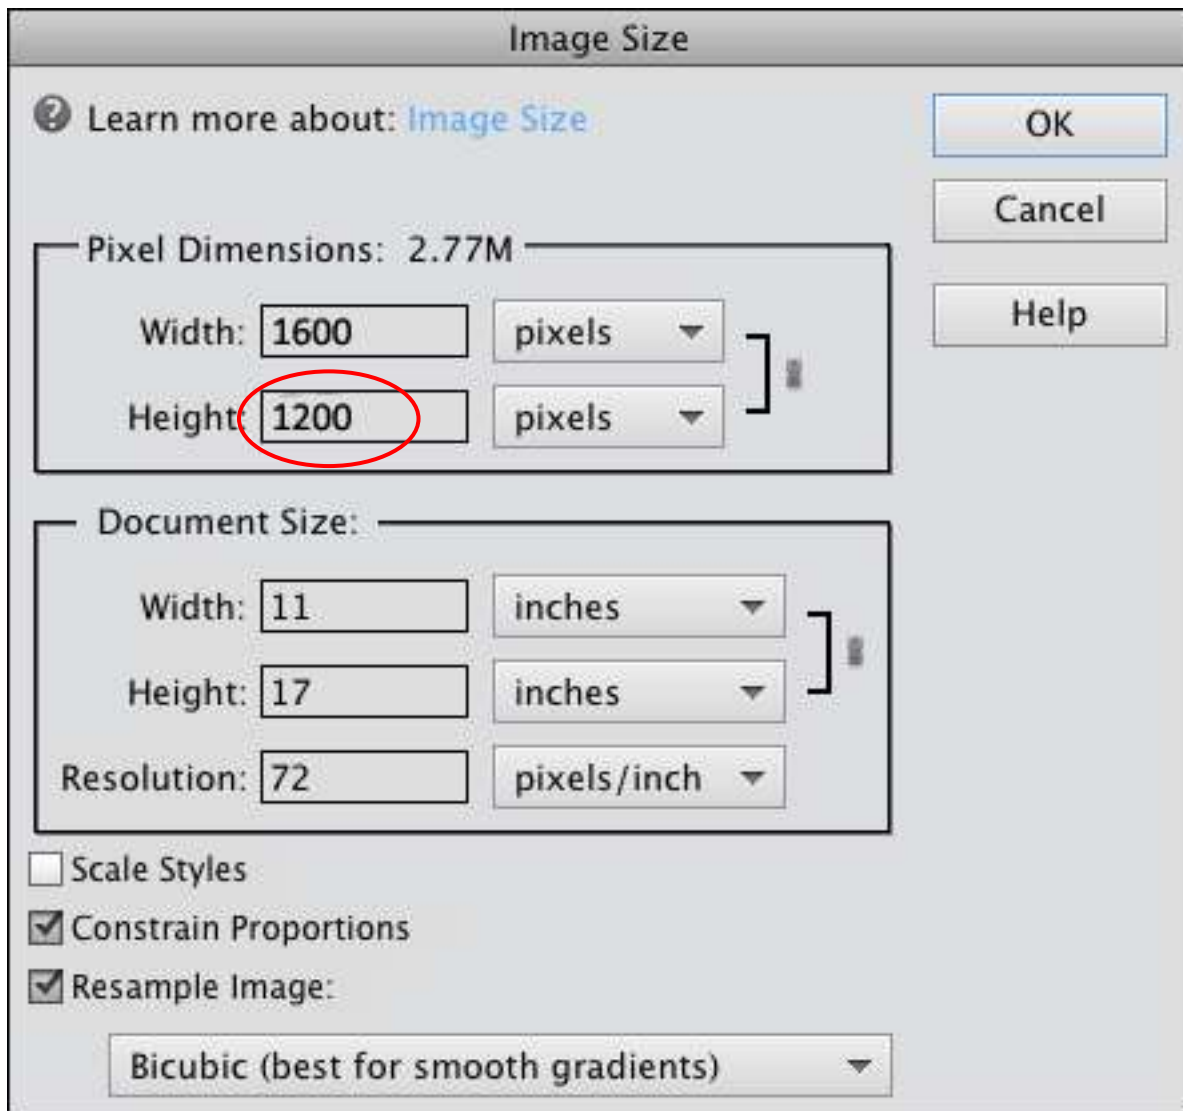 Image Size
Learn more about: Image Size
OK
Cancel
Help
Pixel Dimensions: 2.77M
Width: 1600 pixels
Height: 1200 pixels
Document Size:
Width: 11 inches
Height: 17 inches
Resolution: 72 pixels/inch
Scale Styles
Constrain Proportions
Resample Image:
Bicubic (best for smooth gradients)